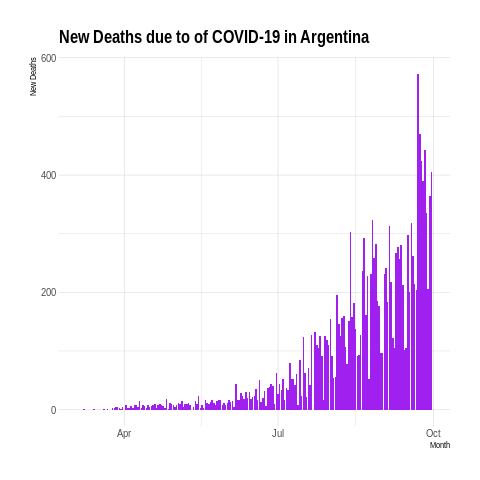 New Deaths due to of COVID-19 in Argentina
New Deaths
600
400
200
0
Apr
Jul
Oct
Month